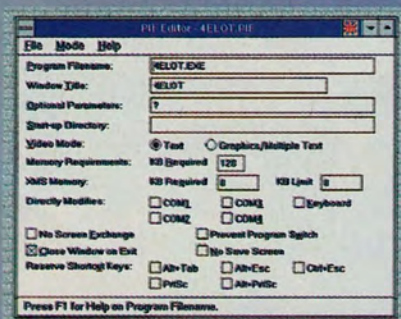 PIF Editor - 4ELOT.PIF
File Mode Help
Program Filename: 4ELOT.EXE
Window Title: 4ELOT
Optional Parameters: ?
Start-up Directory:
Video Mode: Text Graphics/Multiple Text
Memory Requirements: KB Required 128
XMS Memory: KB Required 0 KB Limit 0
Directly Modifies: COM1 COM3 Keyboard
COM2 COM4
No Screen Exchange Prevent Program Switch
Close Window on Exit No Save Screen
Reserve Shortcut Keys: Alt+Tab Alt+Esc Ctrl+Esc
PrtSc Alt+PrtSc
Press F1 for Help on Program Filename.